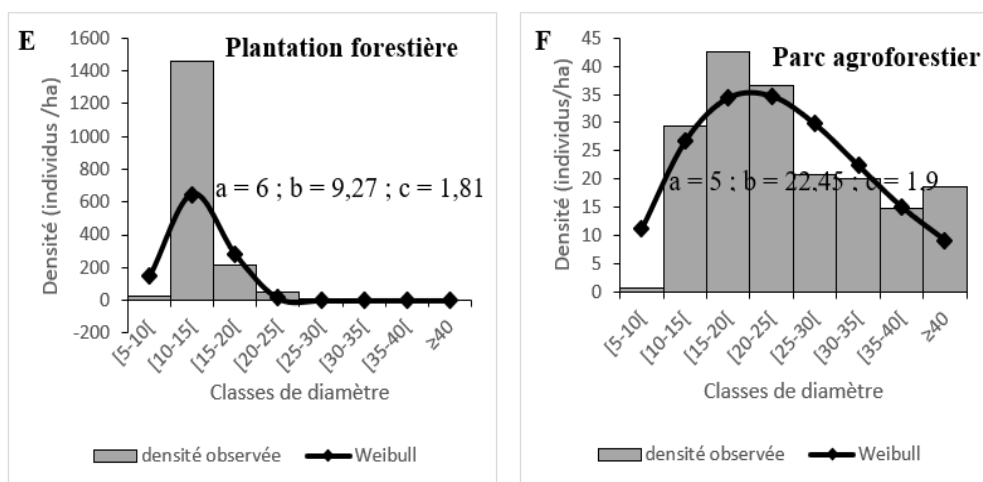 E
Plantation forestière
Densité (individus /ha)
1600
1400
1200
1000
800
600
400
200
0
-200
a = 6 ; b = 9,27 ; c = 1,81
[5-10[
[10-15[
[15-20[
[20-25[
[25-30[
[30-35[
[35-40[
≥40
Classes de diamètre
densité observée
Weibull
F
Parc agroforestier
Densité (individus/ha)
45
40
35
30
25
20
15
10
5
0
a = 5 ; b = 22,45 ; c = 1,9
[5-10[
[10-15[
[15-20[
[20-25[
[25-30[
[30-35[
[35-40[
≥40
Classes de diamètre
densité observée
Weibull